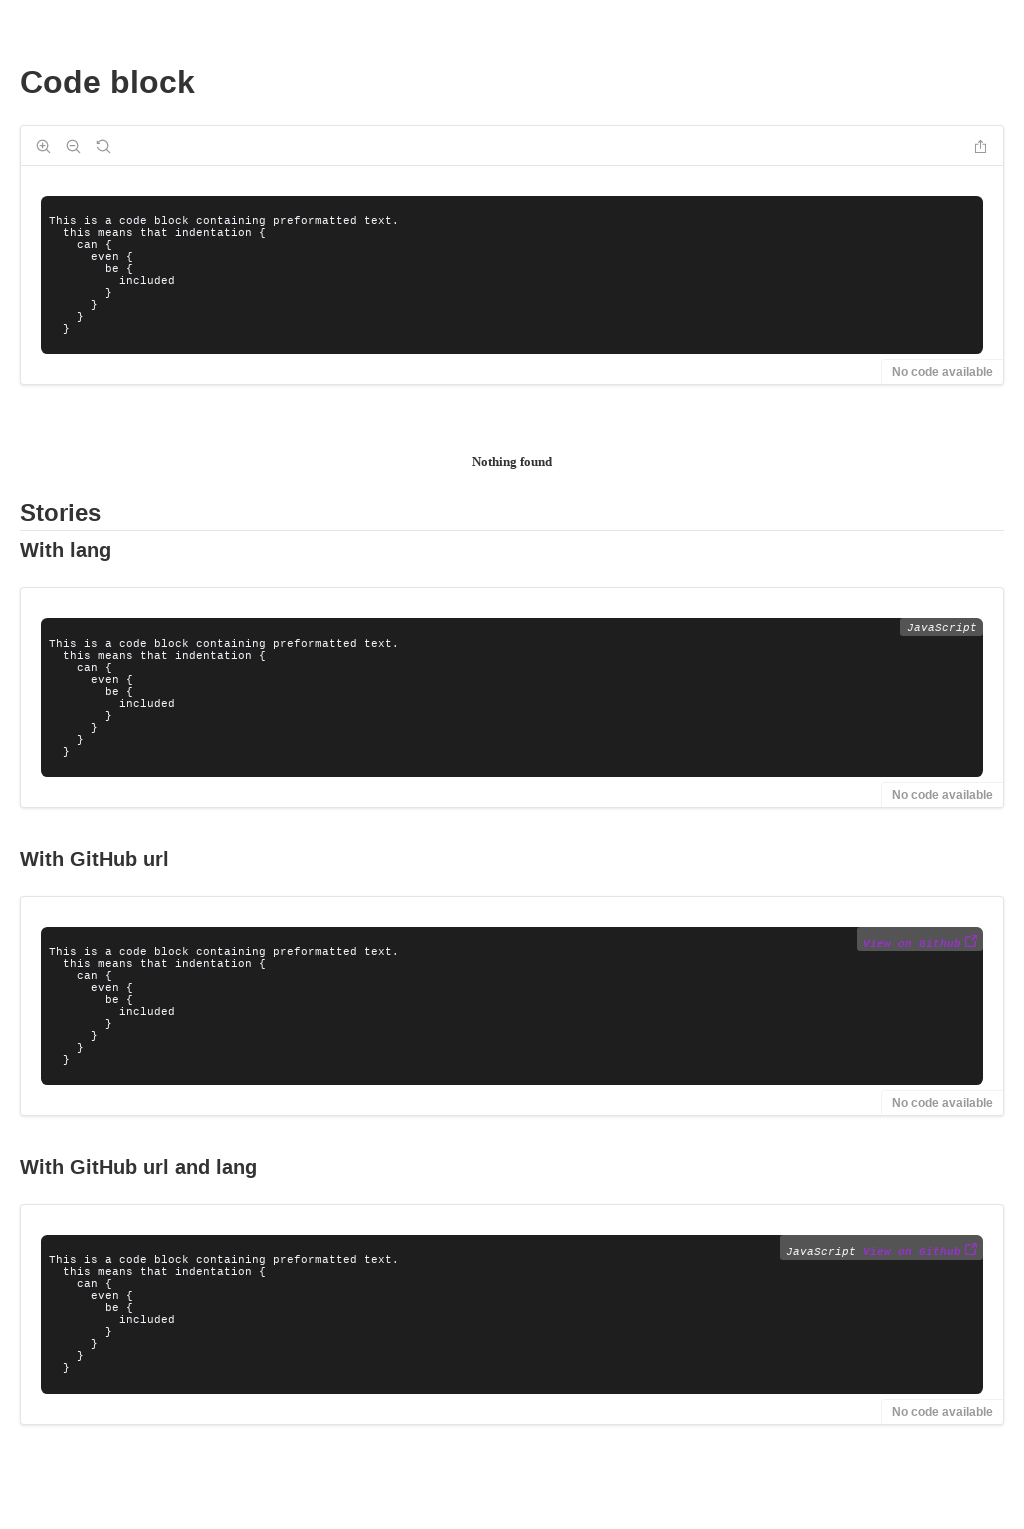 Code block
This is a code block containing preformatted text.
  this means that indentation {
    can {
      even {
        be {
          included
        }
      }
    }
  }
No code available
Nothing found
Stories
With lang
JavaScript
This is a code block containing preformatted text.
  this means that indentation {
    can {
      even {
        be {
          included
        }
      }
    }
  }
No code available
With GitHub url
View on Github
This is a code block containing preformatted text.
  this means that indentation {
    can {
      even {
        be {
          included
        }
      }
    }
  }
No code available
With GitHub url and lang
JavaScript View on Github
This is a code block containing preformatted text.
  this means that indentation {
    can {
      even {
        be {
          included
        }
      }
    }
  }
No code available